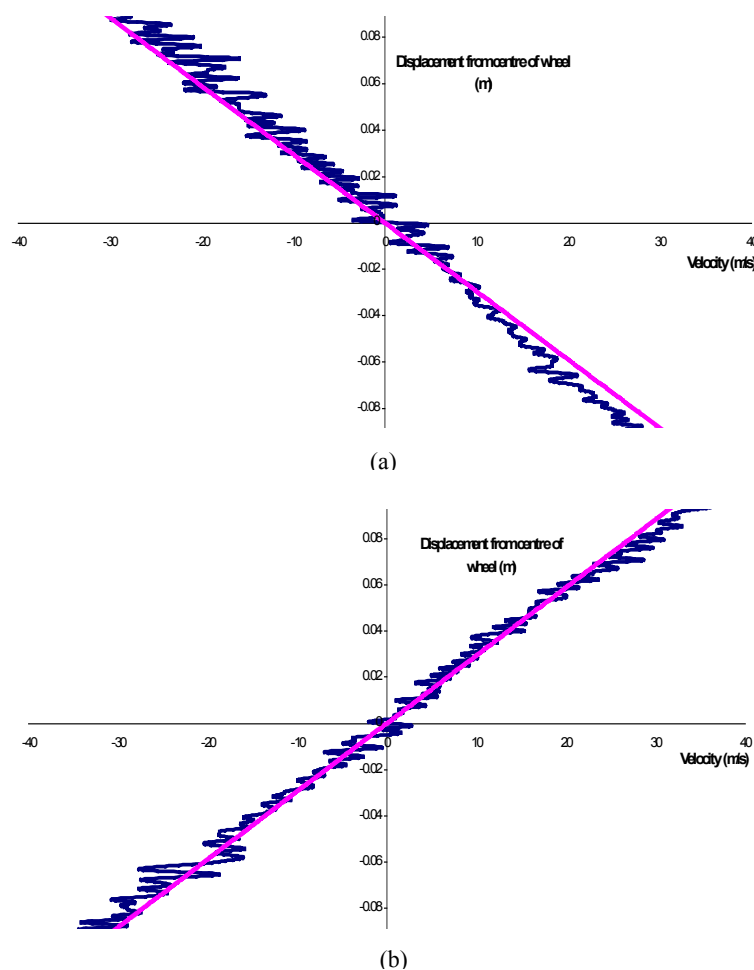 0.08
Displacement from centre of wheel
(m)
0.06
0.04
0.02
0
-40 -30 -20 -10 0 10 20 30 40
Velocity (m/s)
-0.02
-0.04
-0.06
-0.08
(a)
0.08
Displacement from centre of
wheel (m)
0.06
0.04
0.02
0
-40 -30 -20 -10 0 10 20 30 40
Velocity (m/s)
-0.02
-0.04
-0.06
-0.08
(b)